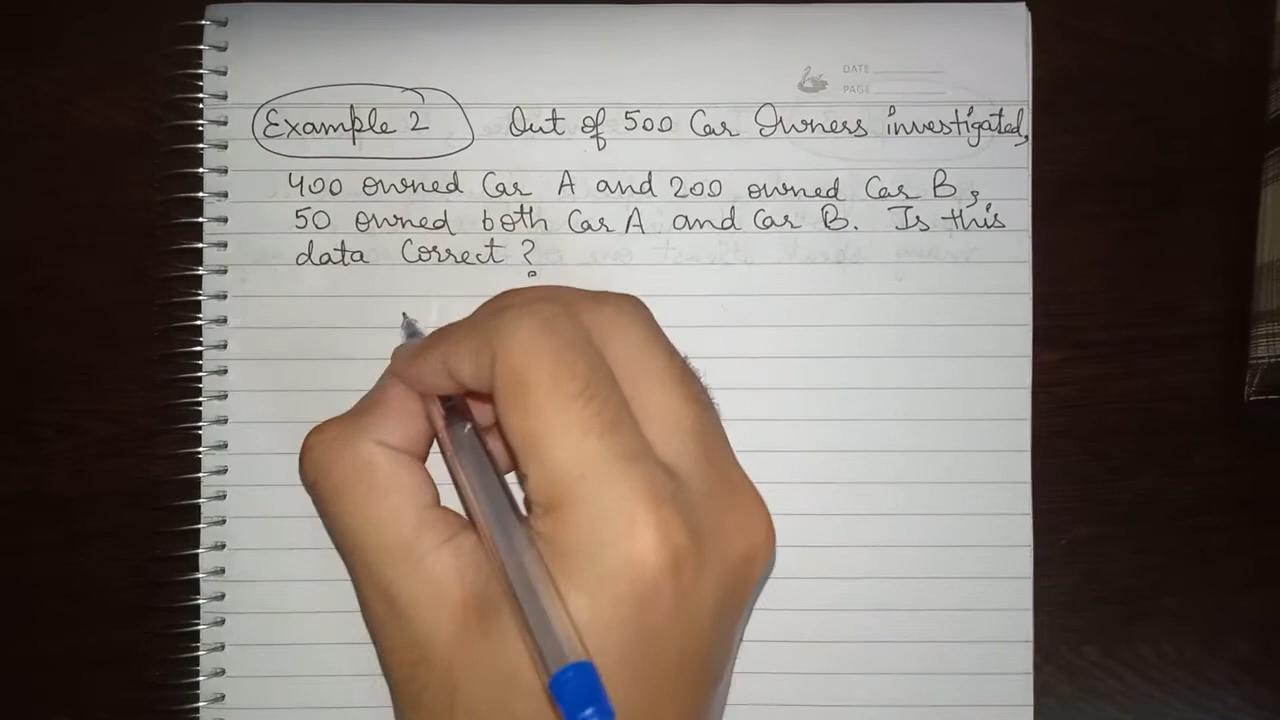 DATE
PAGE
Example 2 Out of 500 Car Owners investigated,
400 owned Car A and 200 owned Car B,
50 owned both Car A and Car B. Is this
data Correct ?